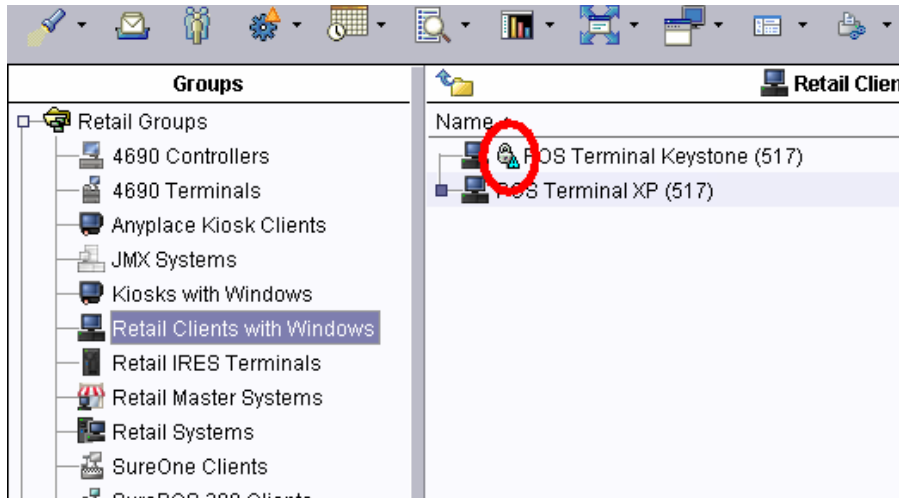 Groups
Retail Groups
4690 Controllers
4690 Terminals
Anyplace Kiosk Clients
JMX Systems
Kiosks with Windows
Retail Clients with Windows
Retail IRES Terminals
Retail Master Systems
Retail Systems
SureOne Clients
Retail Clien
Name
POS Terminal Keystone (517)
POS Terminal XP (517)